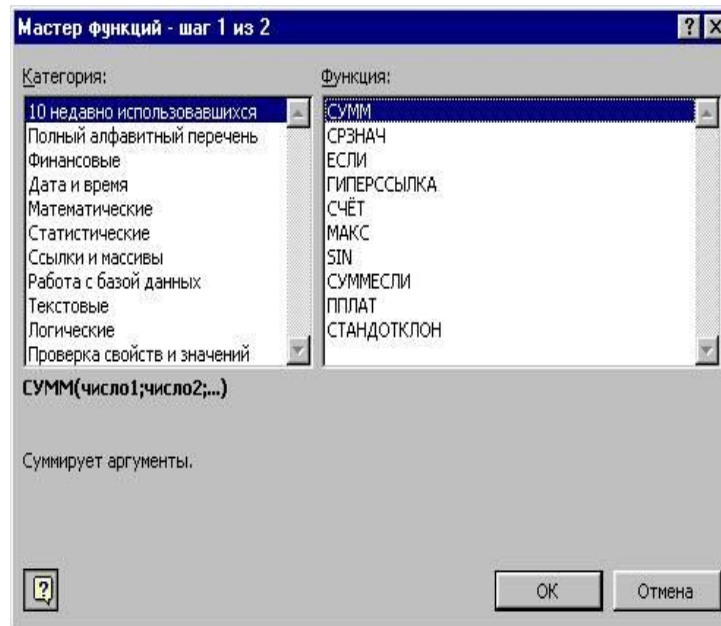 Мастер функций - шаг 1 из 2
Категория:
Функция:
10 недавно использовавшихся
Полный алфавитный перечень
Финансовые
Дата и время
Математические
Статистические
Ссылки и массивы
Работа с базой данных
Текстовые
Логические
Проверка свойств и значений
СУММ
СРЗНАЧ
ЕСЛИ
ГИПЕРССЫЛКА
СЧЁТ
МАКС
SIN
СУММЕСЛИ
ППЛАТ
СТАНДОТКЛОН
СУММ(число1;число2;...)
Суммирует аргументы.
ОК
Отмена